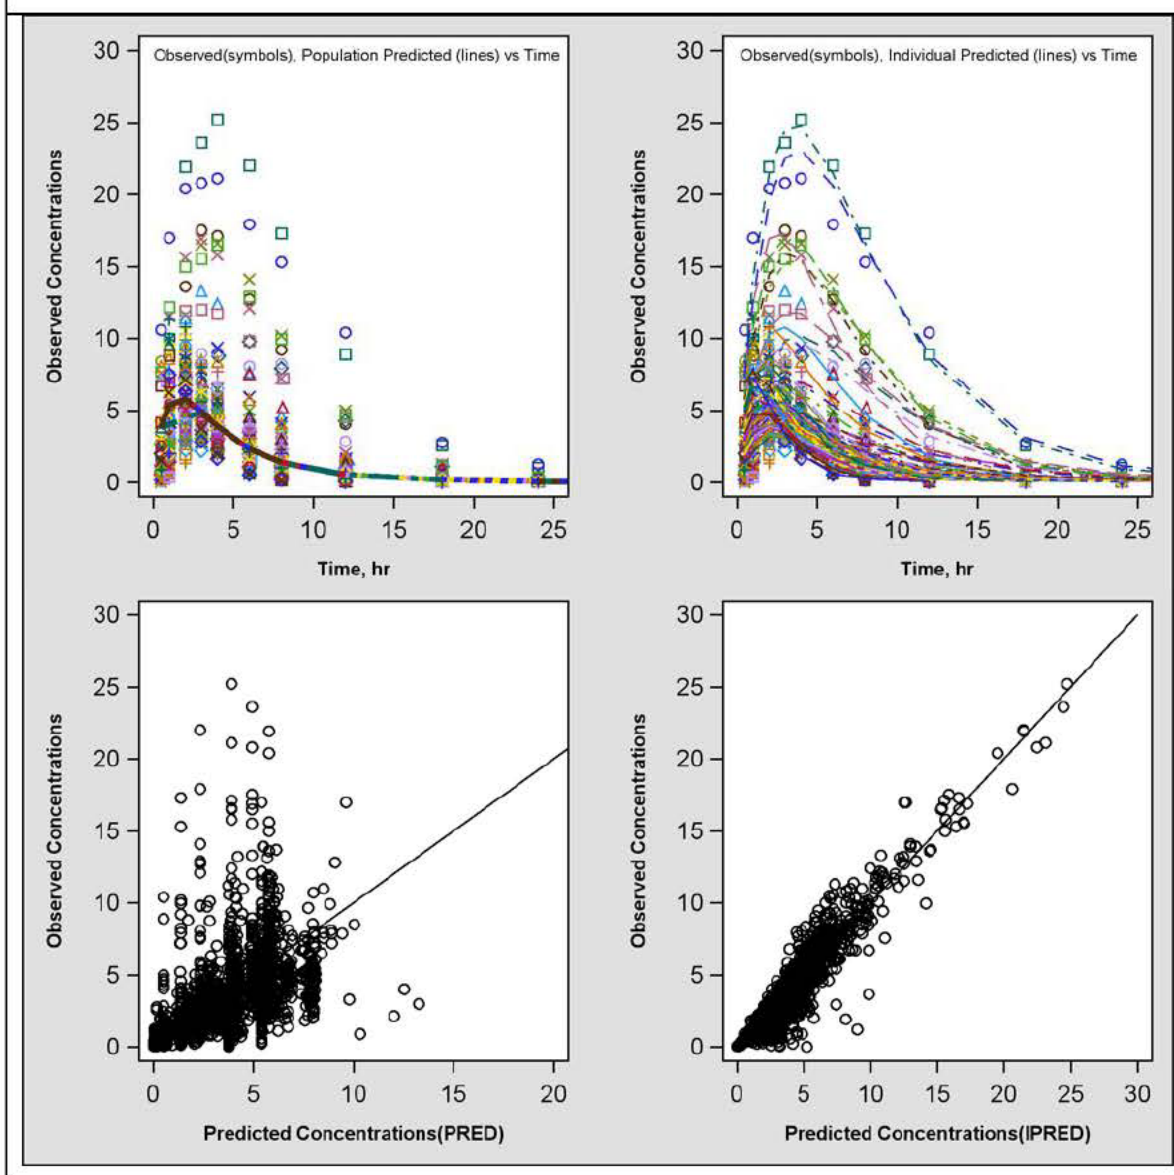 Observed(symbols), Population Predicted (lines) vs Time
30
25
20
15
10
5
0
Observed Concentrations
0 5 10 15 20 25
Time, hr
Observed(symbols), Individual Predicted (lines) vs Time
30
25
20
15
10
5
0
Observed Concentrations
0 5 10 15 20 25
Time, hr
30
25
20
15
10
5
0
Observed Concentrations
0 5 10 15 20
Predicted Concentrations(PRED)
30
25
20
15
10
5
0
Observed Concentrations
0 5 10 15 20 25 30
Predicted Concentrations(IPRED)